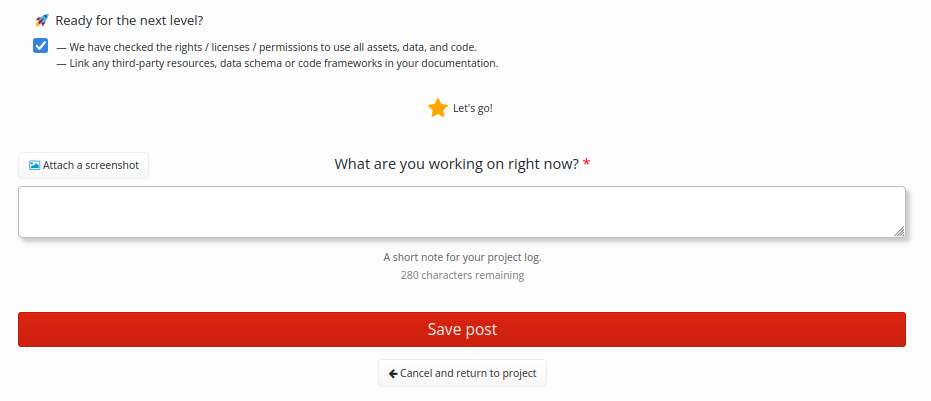 🚀 Ready for the next level?
— We have checked the rights / licenses / permissions to use all assets, data, and code.
— Link any third-party resources, data schema or code frameworks in your documentation.
Let's go!
Attach a screenshot
What are you working on right now? *
A short note for your project log.
280 characters remaining
Save post
Cancel and return to project